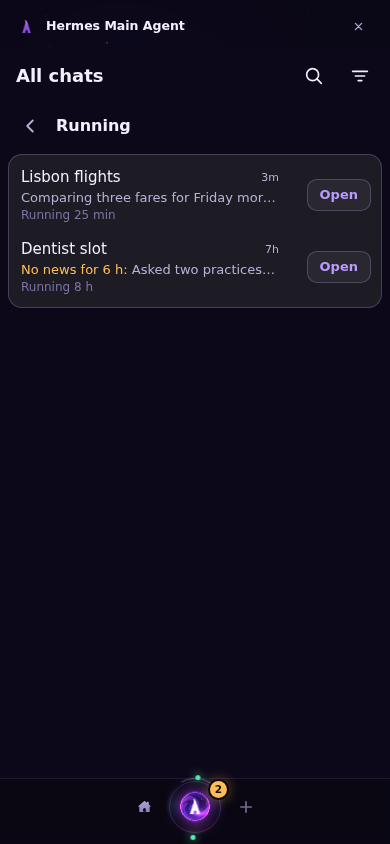 Hermes Main Agent
All chats
Running
Lisbon flights 3m
Comparing three fares for Friday mor…
Running 25 min
Open
Dentist slot 7h
No news for 6 h: Asked two practices…
Running 8 h
Open
2